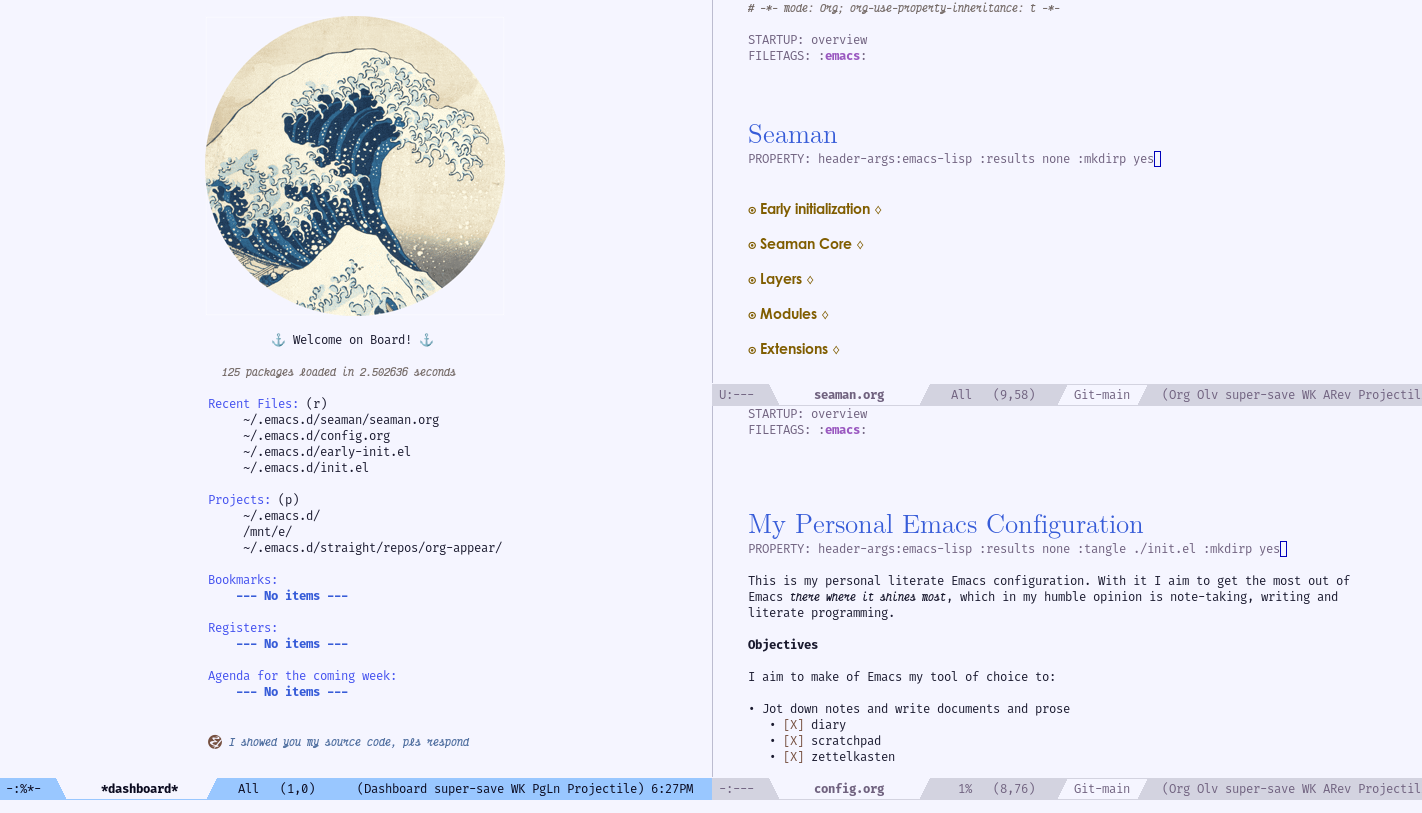 ⚓ Welcome on Board! ⚓
125 packages loaded in 2.502636 seconds
Recent Files: (r)
~/.emacs.d/seaman/seaman.org
~/.emacs.d/config.org
~/.emacs.d/early-init.el
~/.emacs.d/init.el
Projects: (p)
~/.emacs.d/
/mnt/e/
~/.emacs.d/straight/repos/org-appear/
Bookmarks:
--- No items ---
Registers:
--- No items ---
Agenda for the coming week:
--- No items ---
I showed you my source code, pls respond
-:%*- *dashboard* All (1,0) (Dashboard super-save WK PgLn Projectile) 6:27PM
# -*- mode: Org; org-use-property-inheritance: t -*-
STARTUP: overview
FILETAGS: :emacs:
Seaman
PROPERTY: header-args:emacs-lisp :results none :mkdirp yes
⊙ Early initialization ◊
⊙ Seaman Core ◊
⊙ Layers ◊
⊙ Modules ◊
⊙ Extensions ◊
U:--- seaman.org All (9,58) Git-main (Org Olv super-save WK ARev Projectil
STARTUP: overview
FILETAGS: :emacs:
My Personal Emacs Configuration
PROPERTY: header-args:emacs-lisp :results none :tangle ./init.el :mkdirp yes
This is my personal literate Emacs configuration. With it I aim to get the most out of
Emacs there where it shines most, which in my humble opinion is note-taking, writing and
literate programming.
Objectives
I aim to make of Emacs my tool of choice to:
• Jot down notes and write documents and prose
• [X] diary
• [X] scratchpad
• [X] zettelkasten
-:--- config.org 1% (8,76) Git-main (Org Olv super-save WK ARev Projectil